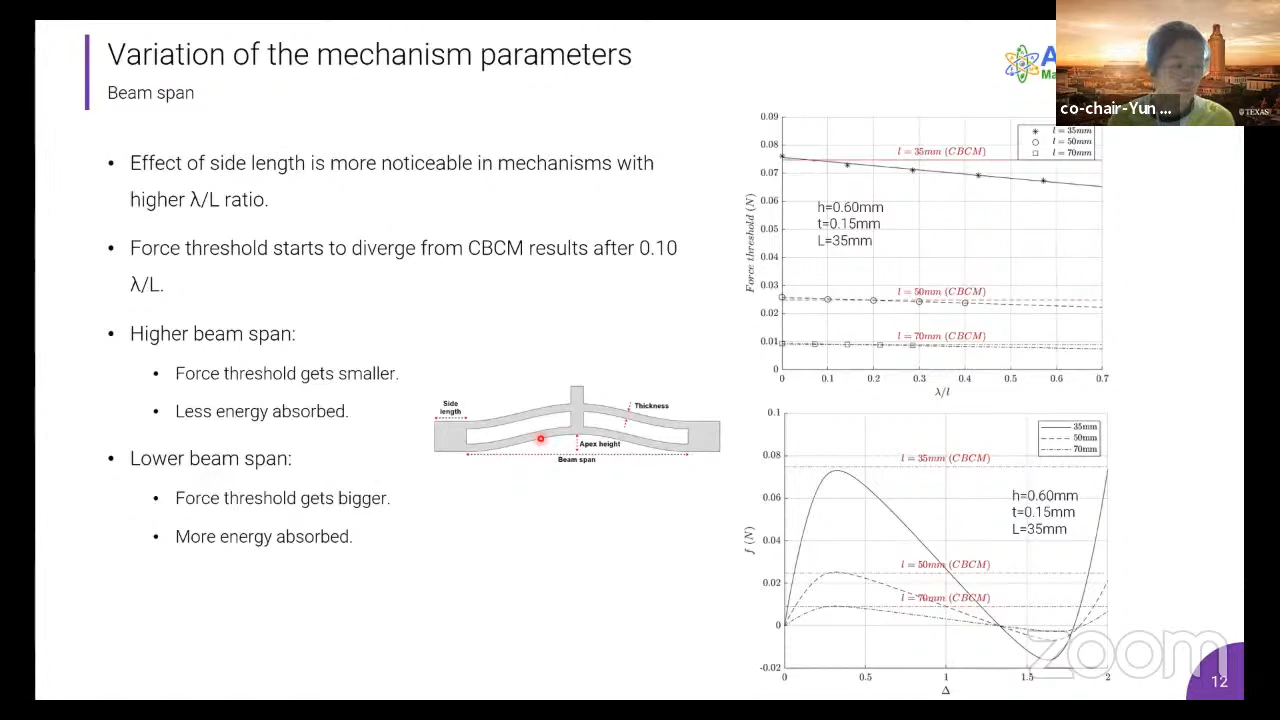 Variation of the mechanism parameters
Beam span
co-chair-Yun ...
TEXAS
• Effect of side length is more noticeable in mechanisms with
higher λ/L ratio.
• Force threshold starts to diverge from CBCM results after 0.10
λ/L.
• Higher beam span:
• Force threshold gets smaller.
• Less energy absorbed.
• Lower beam span:
• Force threshold gets bigger.
• More energy absorbed.
Side
length
Thickness
Apex height
Beam span
0.09
0.08
0.07
0.06
0.05
0.04
0.03
0.02
0.01
0
Force threshold (N)
l = 35mm
l = 50mm
l = 70mm
l = 35mm (CBCM)
h=0.60mm
t=0.15mm
L=35mm
l = 50mm (CBCM)
l = 70mm (CBCM)
0 0.1 0.2 0.3 0.4 0.5 0.6 0.7
λ/l
0.1
0.08
0.06
0.04
0.02
0
-0.02
f (N)
35mm
50mm
70mm
l = 35mm (CBCM)
h=0.60mm
t=0.15mm
L=35mm
l = 50mm (CBCM)
l = 70mm (CBCM)
0 0.5 1 1.5 2
Δ
zoom
12